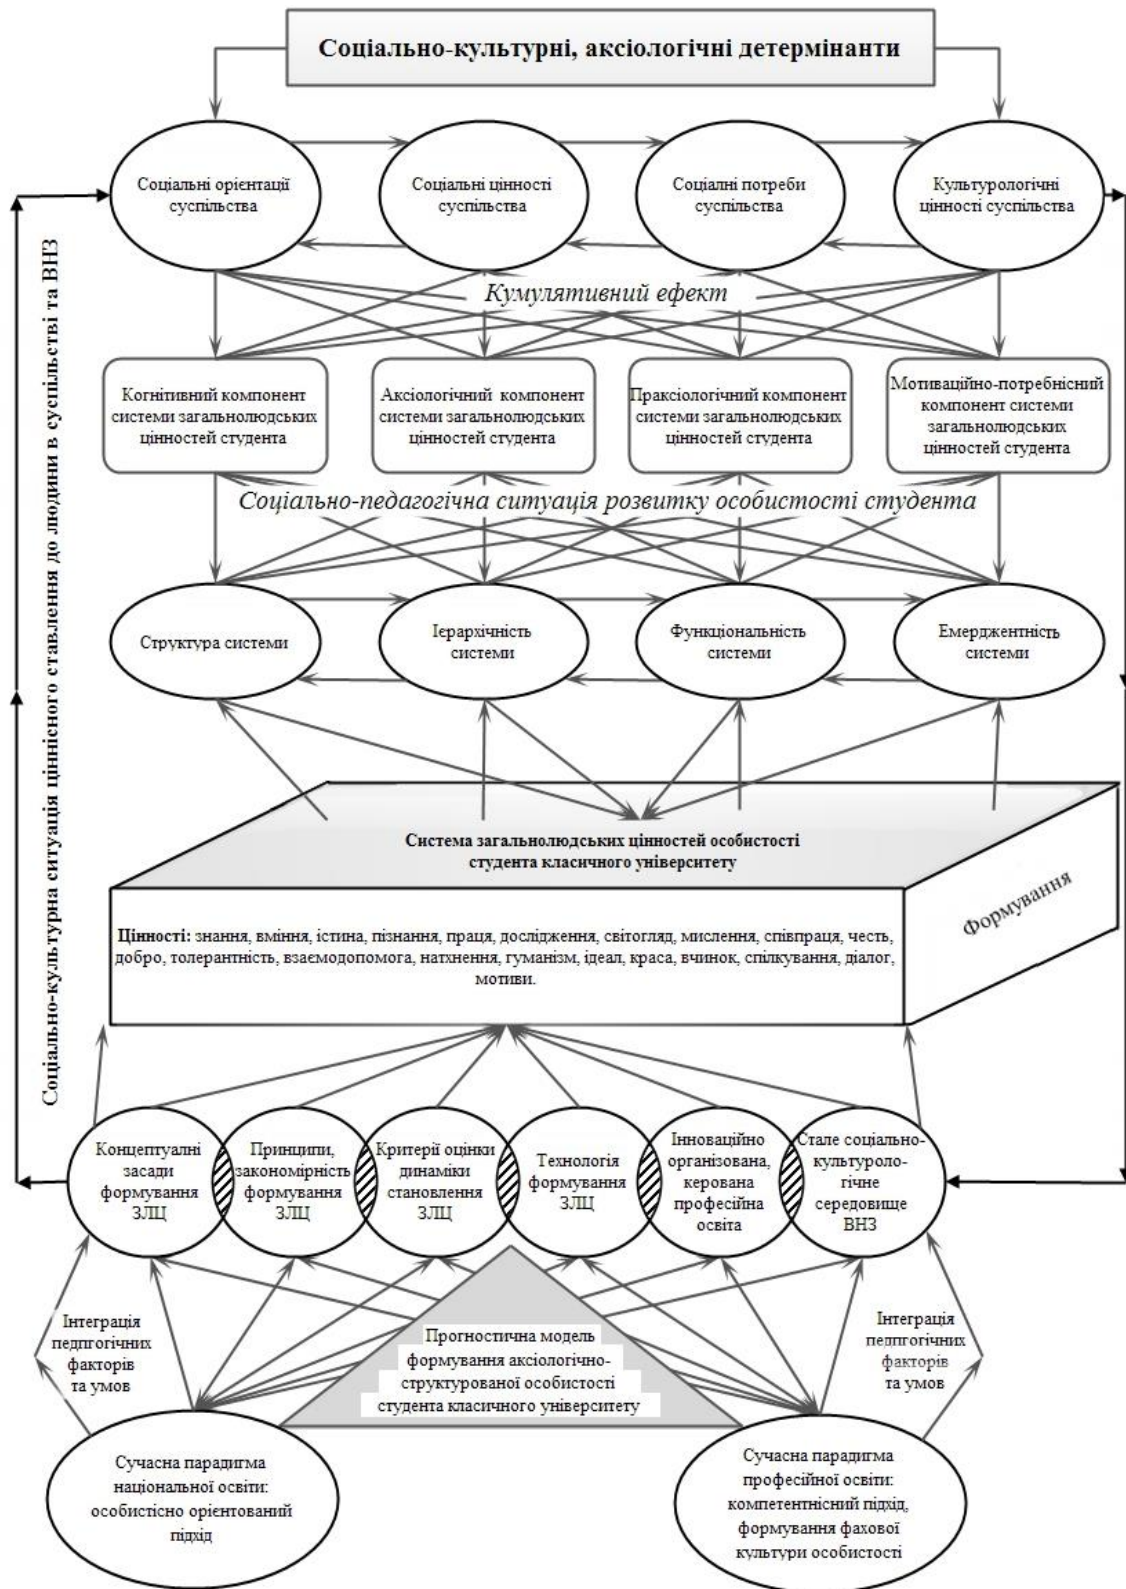 Соціально-культурні, аксіологічні детермінанти
Соціальні орієнтації
суспільства
Соціальні цінності
суспільства
Соціалні потреби
суспільства
Культурологічні
цінності суспільства
Соціально-культурна ситуація ціннісного ставлення до людини в суспільстві та ВНЗ
Кумулятивний ефект
Когнітивний компонент
системи загальнолюдських
цінностей студента
Аксіологічний компонент
системи загальнолюдських
цінностей студента
Праксіологічний компонент
системи загальнолюдських
цінностей студента
Мотиваційно-потребнісний
компонент системи
загальнолюдських
цінностей студента
Соціально-педагогічна ситуація розвитку особистості студента
Структура системи
Ієрархічність
системи
Функціональність
системи
Емерджентність
системи
Система загальнолюдських цінностей особистості
студента класичного університету
Формування
Цінності: знання, вміння, істина, пізнання, праця, дослідження, світогляд, мислення, співпраця, честь,
добро, толерантність, взаємодопомога, натхнення, гуманізм, ідеал, краса, вчинок, спілкування, діалог,
мотиви.
Концептуалні
засади
формування
ЗЛЦ
Принципи,
закономірність
формування
ЗЛЦ
Критерії оцінки
динаміки
становлення
ЗЛЦ
Технологія
формування
ЗЛЦ
Інноваційно
організована,
керована
професійна
освіта
Стале соціально-
культуроло-
гічне
середовище
ВНЗ
Інтеграція
педпгогічних
факторів
та умов
Прогностична модель
формування аксіологічно-
структурованої особистості
студента класичного університету
Інтеграція
педпгогічних
факторів
та умов
Сучасна парадигма
національної освіти:
особистісно орієнтований
підхід
Сучасна парадигма
професійної освіти:
компетентнісний підхід,
формування фахової
культури особистості